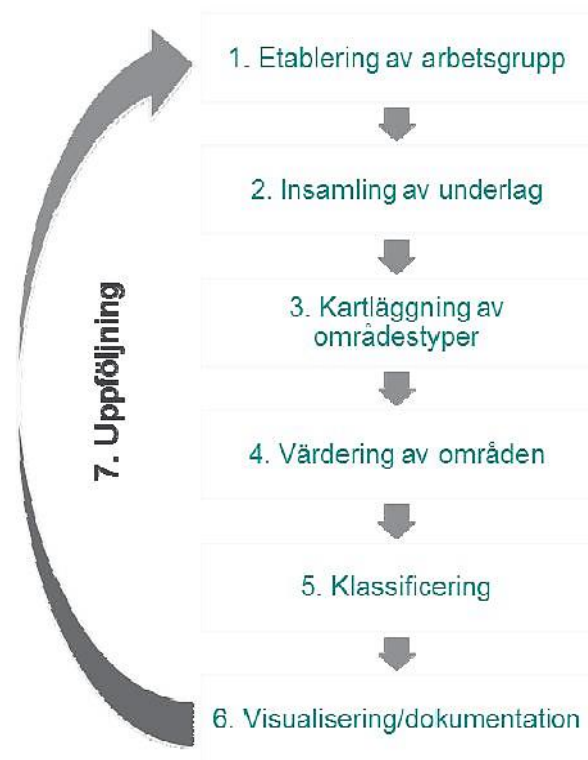 1. Etablering av arbetsgrupp
2. Insamling av underlag
3. Kartläggning av
områdestyper
4. Värdering av områden
5. Klassificering
6. Visualisering/dokumentation
7. Uppföljning